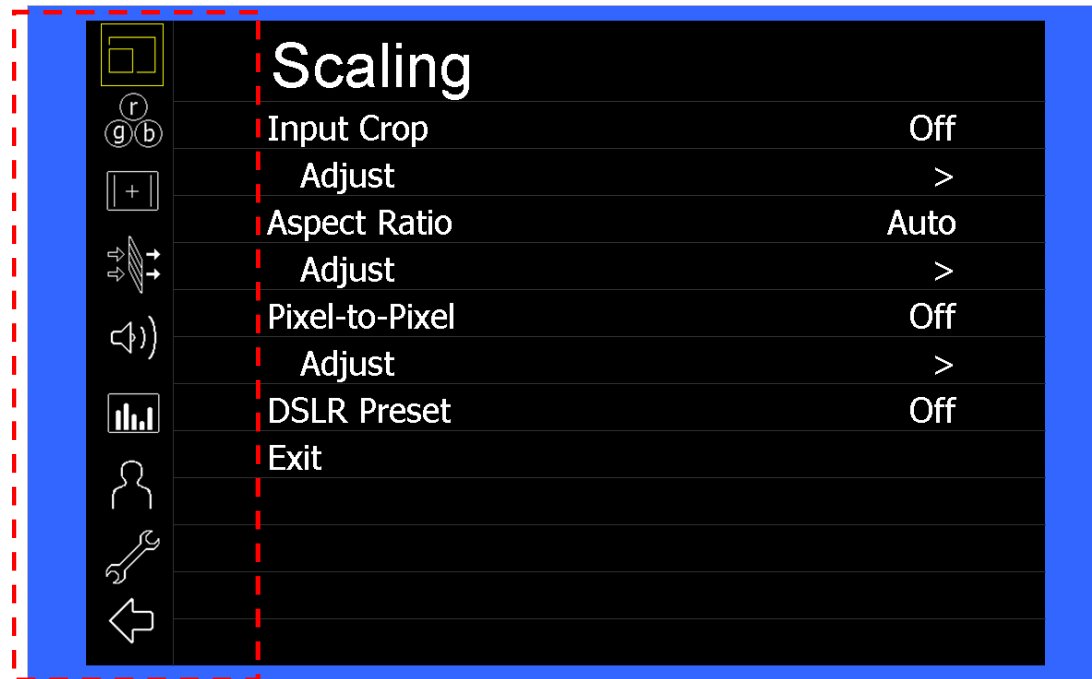 Scaling
r
g b
Input Crop Off
Adjust >
Aspect Ratio Auto
Adjust >
Pixel-to-Pixel Off
Adjust >
DSLR Preset Off
Exit